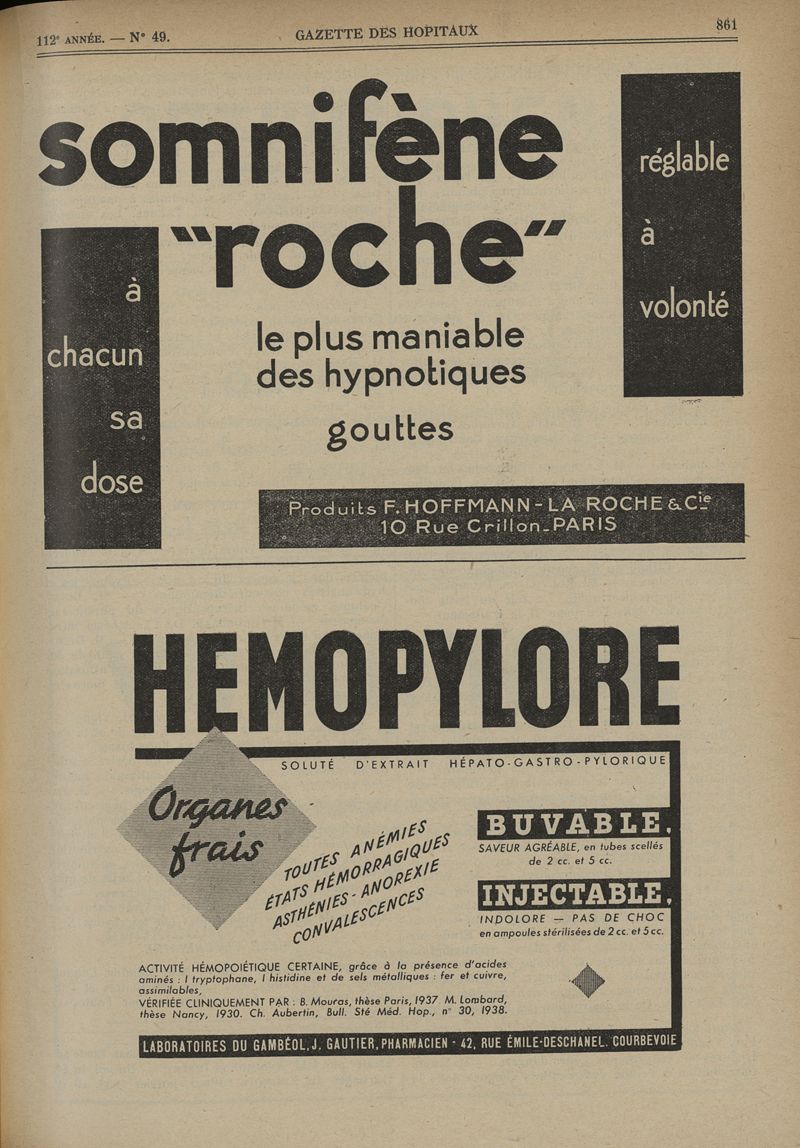 112e ANNÉE. — N° 49.
GAZETTE DES HOPITAUX
861
somnifène
"roche"
réglable
à
volonté
à
chacun
sa
dose
le plus maniable
des hypnotiques
gouttes
Produits F. HOFFMANN-LA ROCHE & Cie
10 Rue Crillon_PARIS
HEMOPYLORE
SOLUTÉ D'EXTRAIT HÉPATO-GASTRO-PYLORIQUE
Organes
frais
TOUTES ANÉMIES
ÉTATS HÉMORRAGIQUES
ASTHÉNIES - ANOREXIE
CONVALESCENCES
BUVABLE.
SAVEUR AGRÉABLE, en tubes scellés
de 2 cc. et 5 cc.
INJECTABLE.
INDOLORE — PAS DE CHOC
en ampoules stérilisées de 2 cc. et 5 cc.
ACTIVITÉ HÉMOPOIÉTIQUE CERTAINE, grâce à la présence d'acides
aminés : l tryptophane, l histidine et de sels métalliques : fer et cuivre,
assimilables,
VÉRIFIÉE CLINIQUEMENT PAR : B. Mouras, thèse Paris, 1937 M. Lombard,
thèse Nancy, 1930. Ch. Aubertin, Bull. Sté Méd. Hop., n° 30, 1938.
LABORATOIRES DU GAMBÉOL, J. GAUTIER, PHARMACIEN - 42, RUE ÉMILE-DESCHANEL. COURBEVOIE